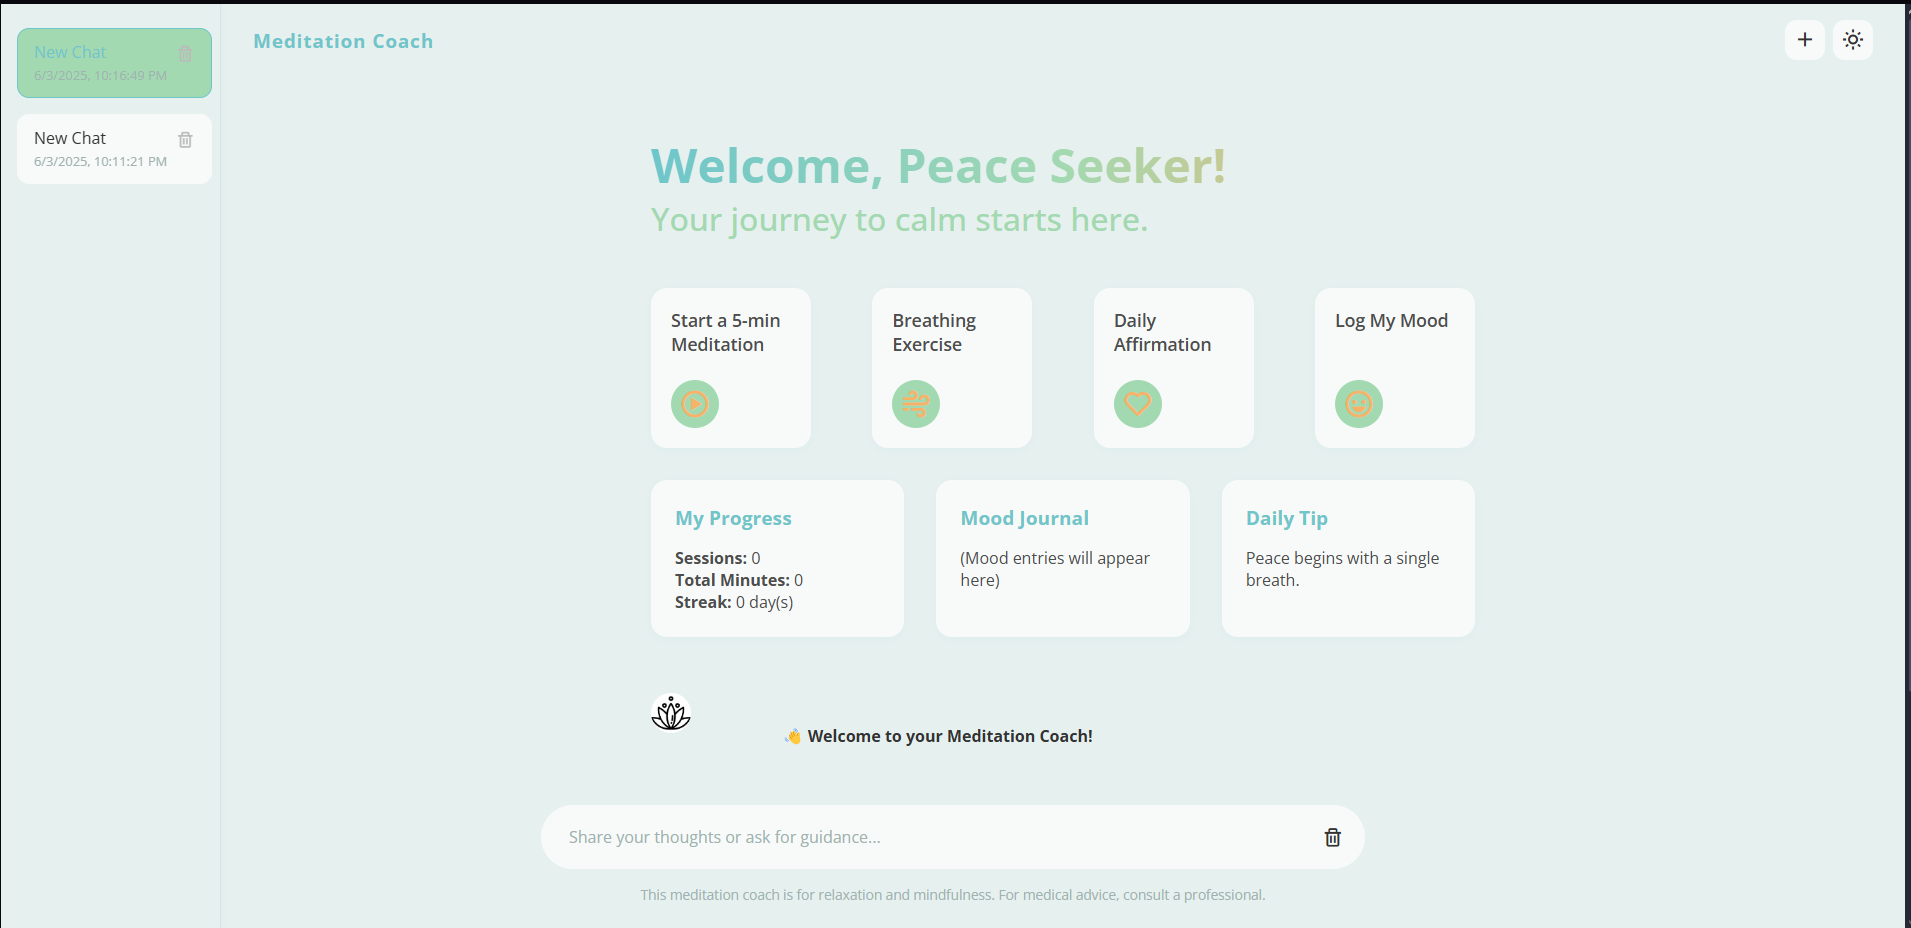 New Chat
6/3/2025, 10:16:49 PM
New Chat
6/3/2025, 10:11:21 PM
Meditation Coach
Welcome, Peace Seeker!
Your journey to calm starts here.
Start a 5-min
Meditation
Breathing
Exercise
Daily
Affirmation
Log My Mood
My Progress
Sessions: 0
Total Minutes: 0
Streak: 0 day(s)
Mood Journal
(Mood entries will appear
here)
Daily Tip
Peace begins with a single
breath.
👋 Welcome to your Meditation Coach!
Share your thoughts or ask for guidance...
This meditation coach is for relaxation and mindfulness. For medical advice, consult a professional.